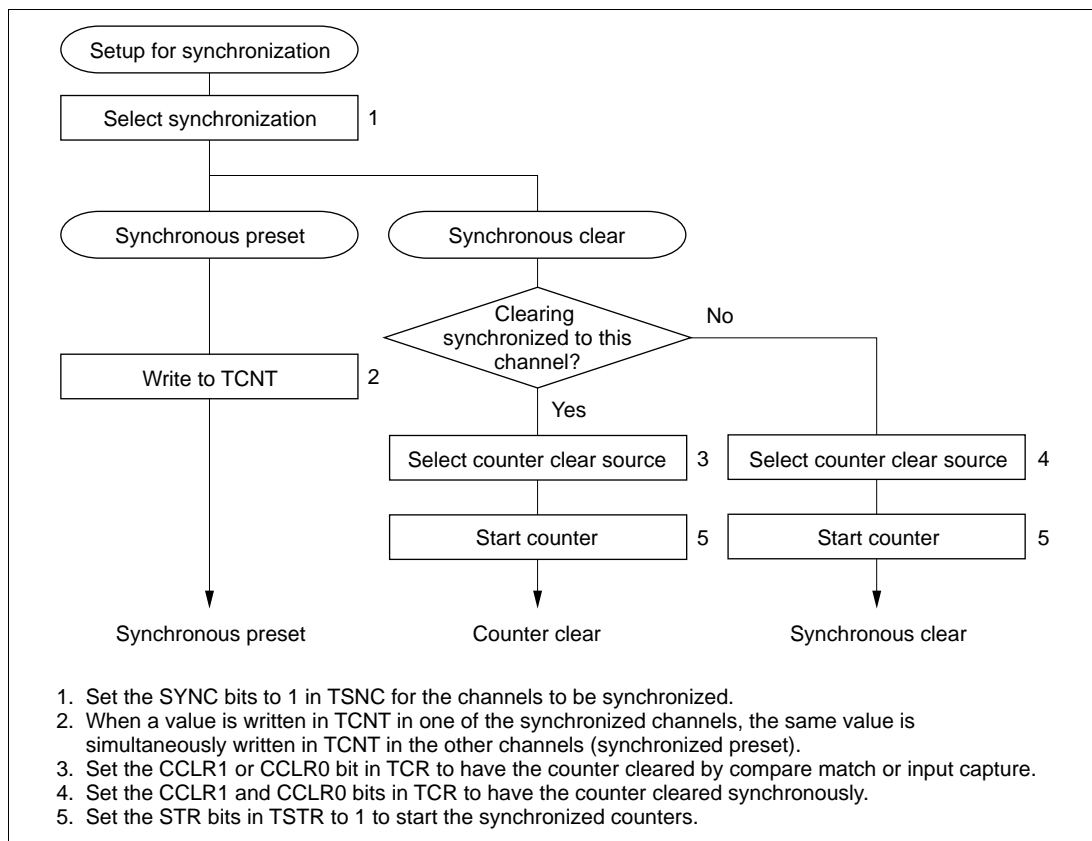 Setup for synchronization
Select synchronization 1
Synchronous preset
Synchronous clear
Clearing
synchronized to this
channel?
No
Write to TCNT 2
Yes
Select counter clear source 3
Select counter clear source 4
Start counter 5
Start counter 5
Synchronous preset
Counter clear
Synchronous clear
1. Set the SYNC bits to 1 in TSNC for the channels to be synchronized.
2. When a value is written in TCNT in one of the synchronized channels, the same value is
simultaneously written in TCNT in the other channels (synchronized preset).
3. Set the CCLR1 or CCLR0 bit in TCR to have the counter cleared by compare match or input capture.
4. Set the CCLR1 and CCLR0 bits in TCR to have the counter cleared synchronously.
5. Set the STR bits in TSTR to 1 to start the synchronized counters.